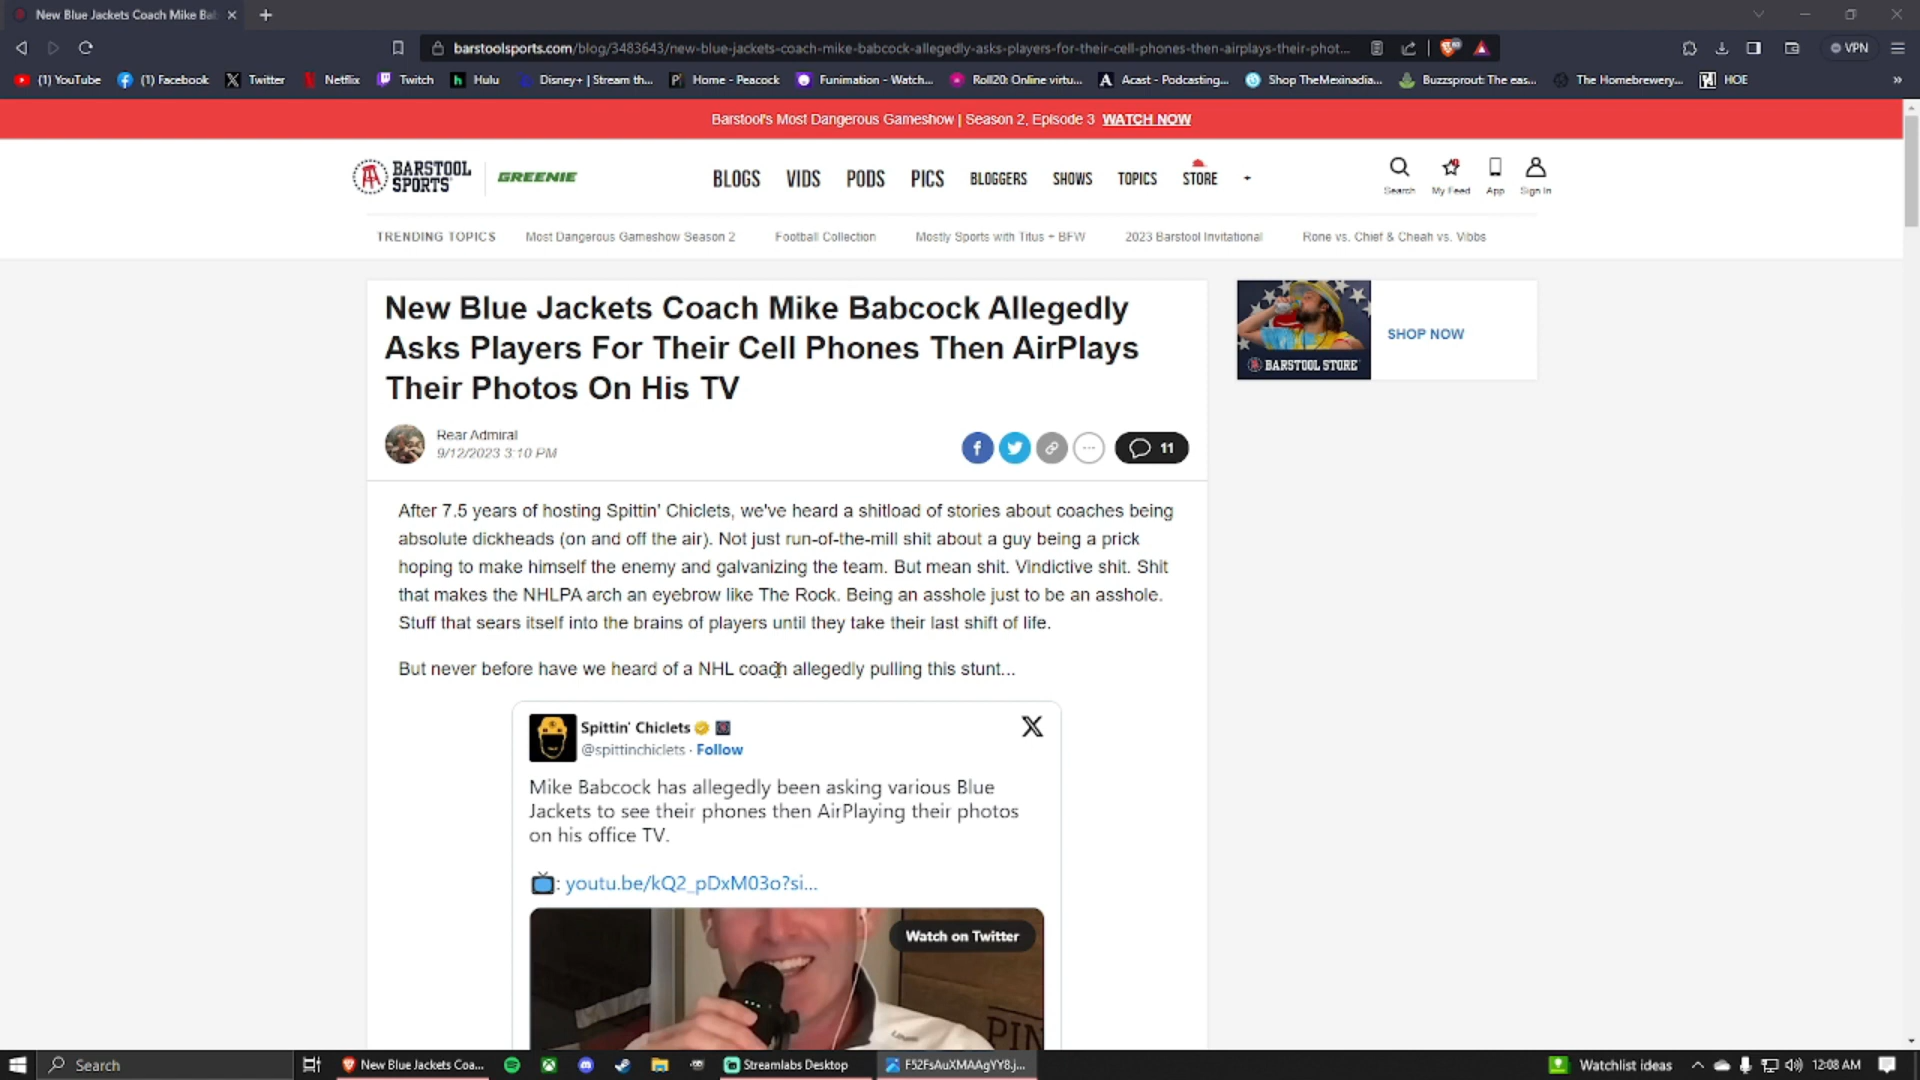 New Blue Jackets Coach Mike Bab
barstoolsports.com/blog/3483643/new-blue-jackets-coach-mike-babcock-allegedly-asks-players-for-their-cell-phones-then-airplays-their-phot...
VPN
(1) YouTube (1) Facebook Twitter Netflix Twitch Hulu Disney+ | Stream th... Home - Peacock Funimation - Watch... Roll20: Online virtu... Acast - Podcasting... Shop TheMexinadia... Buzzsprout: The eas... The Homebrewery... HOE
Barstool's Most Dangerous Gameshow | Season 2, Episode 3 WATCH NOW
BARSTOOL SPORTS GREENIE BLOGS VIDS PODS PICS BLOGGERS SHOWS TOPICS STORE
Search My Feed App Sign In
TRENDING TOPICS Most Dangerous Gameshow Season 2 Football Collection Mostly Sports with Titus + BFW 2023 Barstool Invitational Rone vs. Chief & Cheah vs. Vibbs
New Blue Jackets Coach Mike Babcock Allegedly
Asks Players For Their Cell Phones Then AirPlays
Their Photos On His TV
SHOP NOW
BARSTOOL STORE
Rear Admiral
9/12/2023 3:10 PM
11
After 7.5 years of hosting Spittin' Chiclets, we've heard a shitload of stories about coaches being
absolute dickheads (on and off the air). Not just run-of-the-mill shit about a guy being a prick
hoping to make himself the enemy and galvanizing the team. But mean shit. Vindictive shit. Shit
that makes the NHLPA arch an eyebrow like The Rock. Being an asshole just to be an asshole.
Stuff that sears itself into the brains of players until they take their last shift of life.
But never before have we heard of a NHL coach allegedly pulling this stunt...
Spittin' Chiclets
@spittinchiclets · Follow
Mike Babcock has allegedly been asking various Blue
Jackets to see their phones then AirPlaying their photos
on his office TV.
: youtu.be/kQ2_pDxM03o?si...
Watch on Twitter
PIN
Search New Blue Jackets Coa... Streamlabs Desktop F52FsAuXMAAgYY8.j... Watchlist ideas 12:08 AM